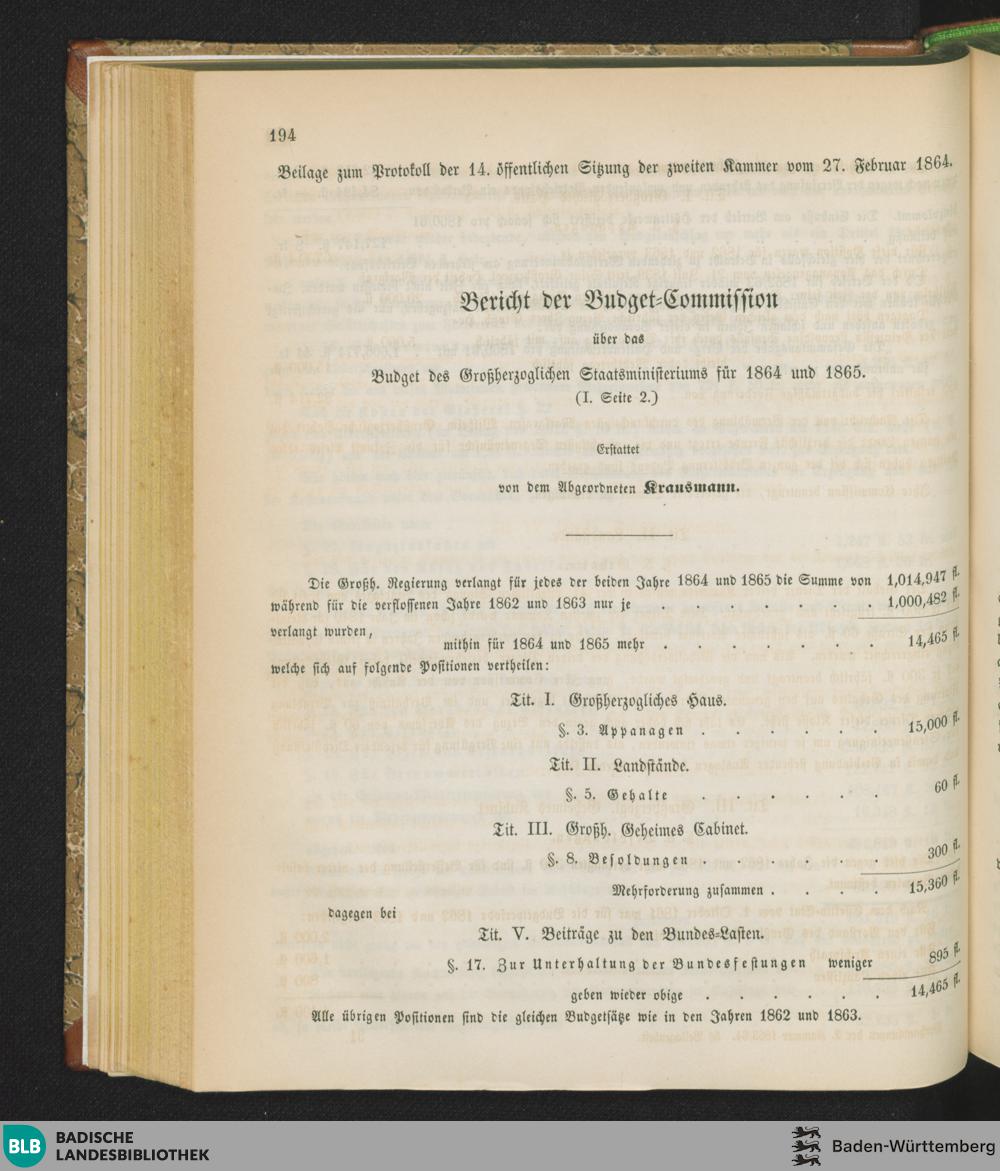 194
Beilage zum Protokoll der 14. öffentlichen Sitzung der zweiten Kammer vom 27. Februar 1864.
Bericht der Budget-Commission
über das
Budget des Großherzoglichen Staatsministeriums für 1864 und 1865.
(I. Seite 2.)
Erstattet
von dem Abgeordneten Krausmann.
Die Großh. Regierung verlangt für jedes der beiden Jahre 1864 und 1865 die Summe von 1,014,947 fl.
während für die verflossenen Jahre 1862 und 1863 nur je . . . . . . . 1,000,482 fl.
verlangt wurden,
mithin für 1864 und 1865 mehr . . . . . . . 14,465 fl.
welche sich auf folgende Positionen vertheilen:
Tit. I. Großherzogliches Haus.
§. 3. Appanagen . . . . . . 15,000 fl.
Tit. II. Landstände.
§. 5. Gehalte . . . . . . 60 fl.
Tit. III. Großh. Geheimes Cabinet.
§. 8. Besoldungen . . . . . . 300 fl.
Mehrforderung zusammen . . . . 15,360 fl.
dagegen bei
Tit. V. Beiträge zu den Bundes-Lasten.
§. 17. Zur Unterhaltung der Bundesfestungen weniger 895 fl.
geben wieder obige . . . . . . 14,465 fl.
Alle übrigen Positionen sind die gleichen Budgetsätze wie in den Jahren 1862 und 1863.
BLB BADISCHE
LANDESBIBLIOTHEK
Baden-Württemberg